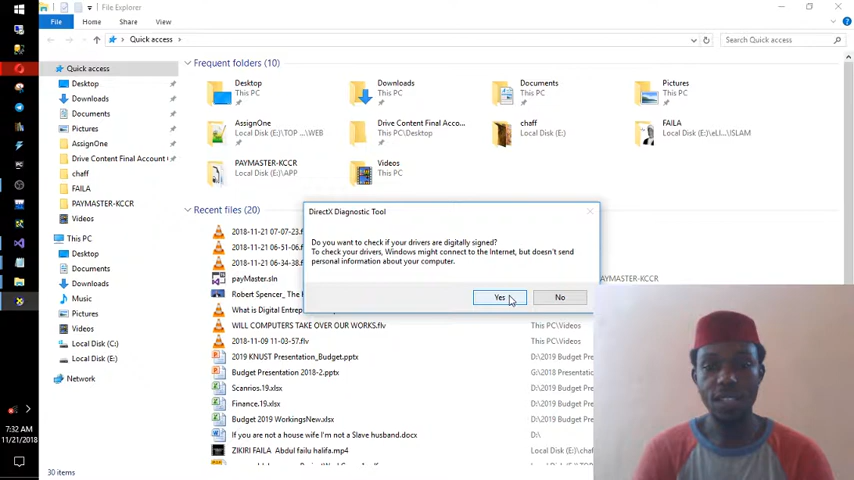 File Explorer
File
Home
Share
View
Quick access
Search Quick access
Quick access
Desktop
Downloads
Documents
Pictures
AssignOne
Drive Content Final Account
chaff
FAILA
PAYMASTER-KCCR
Videos
This PC
Desktop
Documents
Downloads
Music
Pictures
Videos
Local Disk (C:)
Local Disk (E:)
Network
Frequent folders (10)
Desktop
This PC
Downloads
This PC
Documents
This PC
Pictures
This PC
AssignOne
Local Disk (E:)\TOP ...\WEB
Drive Content Final Acco...
This PC\Desktop
chaff
Local Disk (E:)
FAILA
Local Disk (E:)\eLI...\ISLAM
PAYMASTER-KCCR
Local Disk (E:)\APP
Videos
This PC
Recent files (20)
2018-11-21 07-07-23.f
2018-11-21 06-51-06.
2018-11-21 06-34-38.
payMaster.sln
PAYMASTER-KCCR
Robert Spencer_ The
What is Digital Entrep
WILL COMPUTERS TAKE OVER OUR WORKS.flv
This PC\Videos
2018-11-09 11-03-57.flv
This PC\Videos
2019 KNUST Presentation_Budget.pptx
D:\2019 Budget Pre
Budget Presentation 2018-2.pptx
G:\2018 Budget Pre
Scanrios.19.xlsx
D:\2019 Budget Pre
Finance.19.xlsx
D:\2019 Budget Pre
Budget 2019 WorkingsNew.xlsx
D:\2019 Budget Pre
If you are not a house wife I'm not a Slave husband.docx
D:\
ZIKIRI FAILA Abdul failu halifa.mp4
Local Disk (E:)\
DirectX Diagnostic Tool
Do you want to check if your drivers are digitally signed?
To check your drivers, Windows might connect to the Internet, but doesn't send
personal information about your computer.
Yes
No
30 items
7:32 AM
11/21/2018